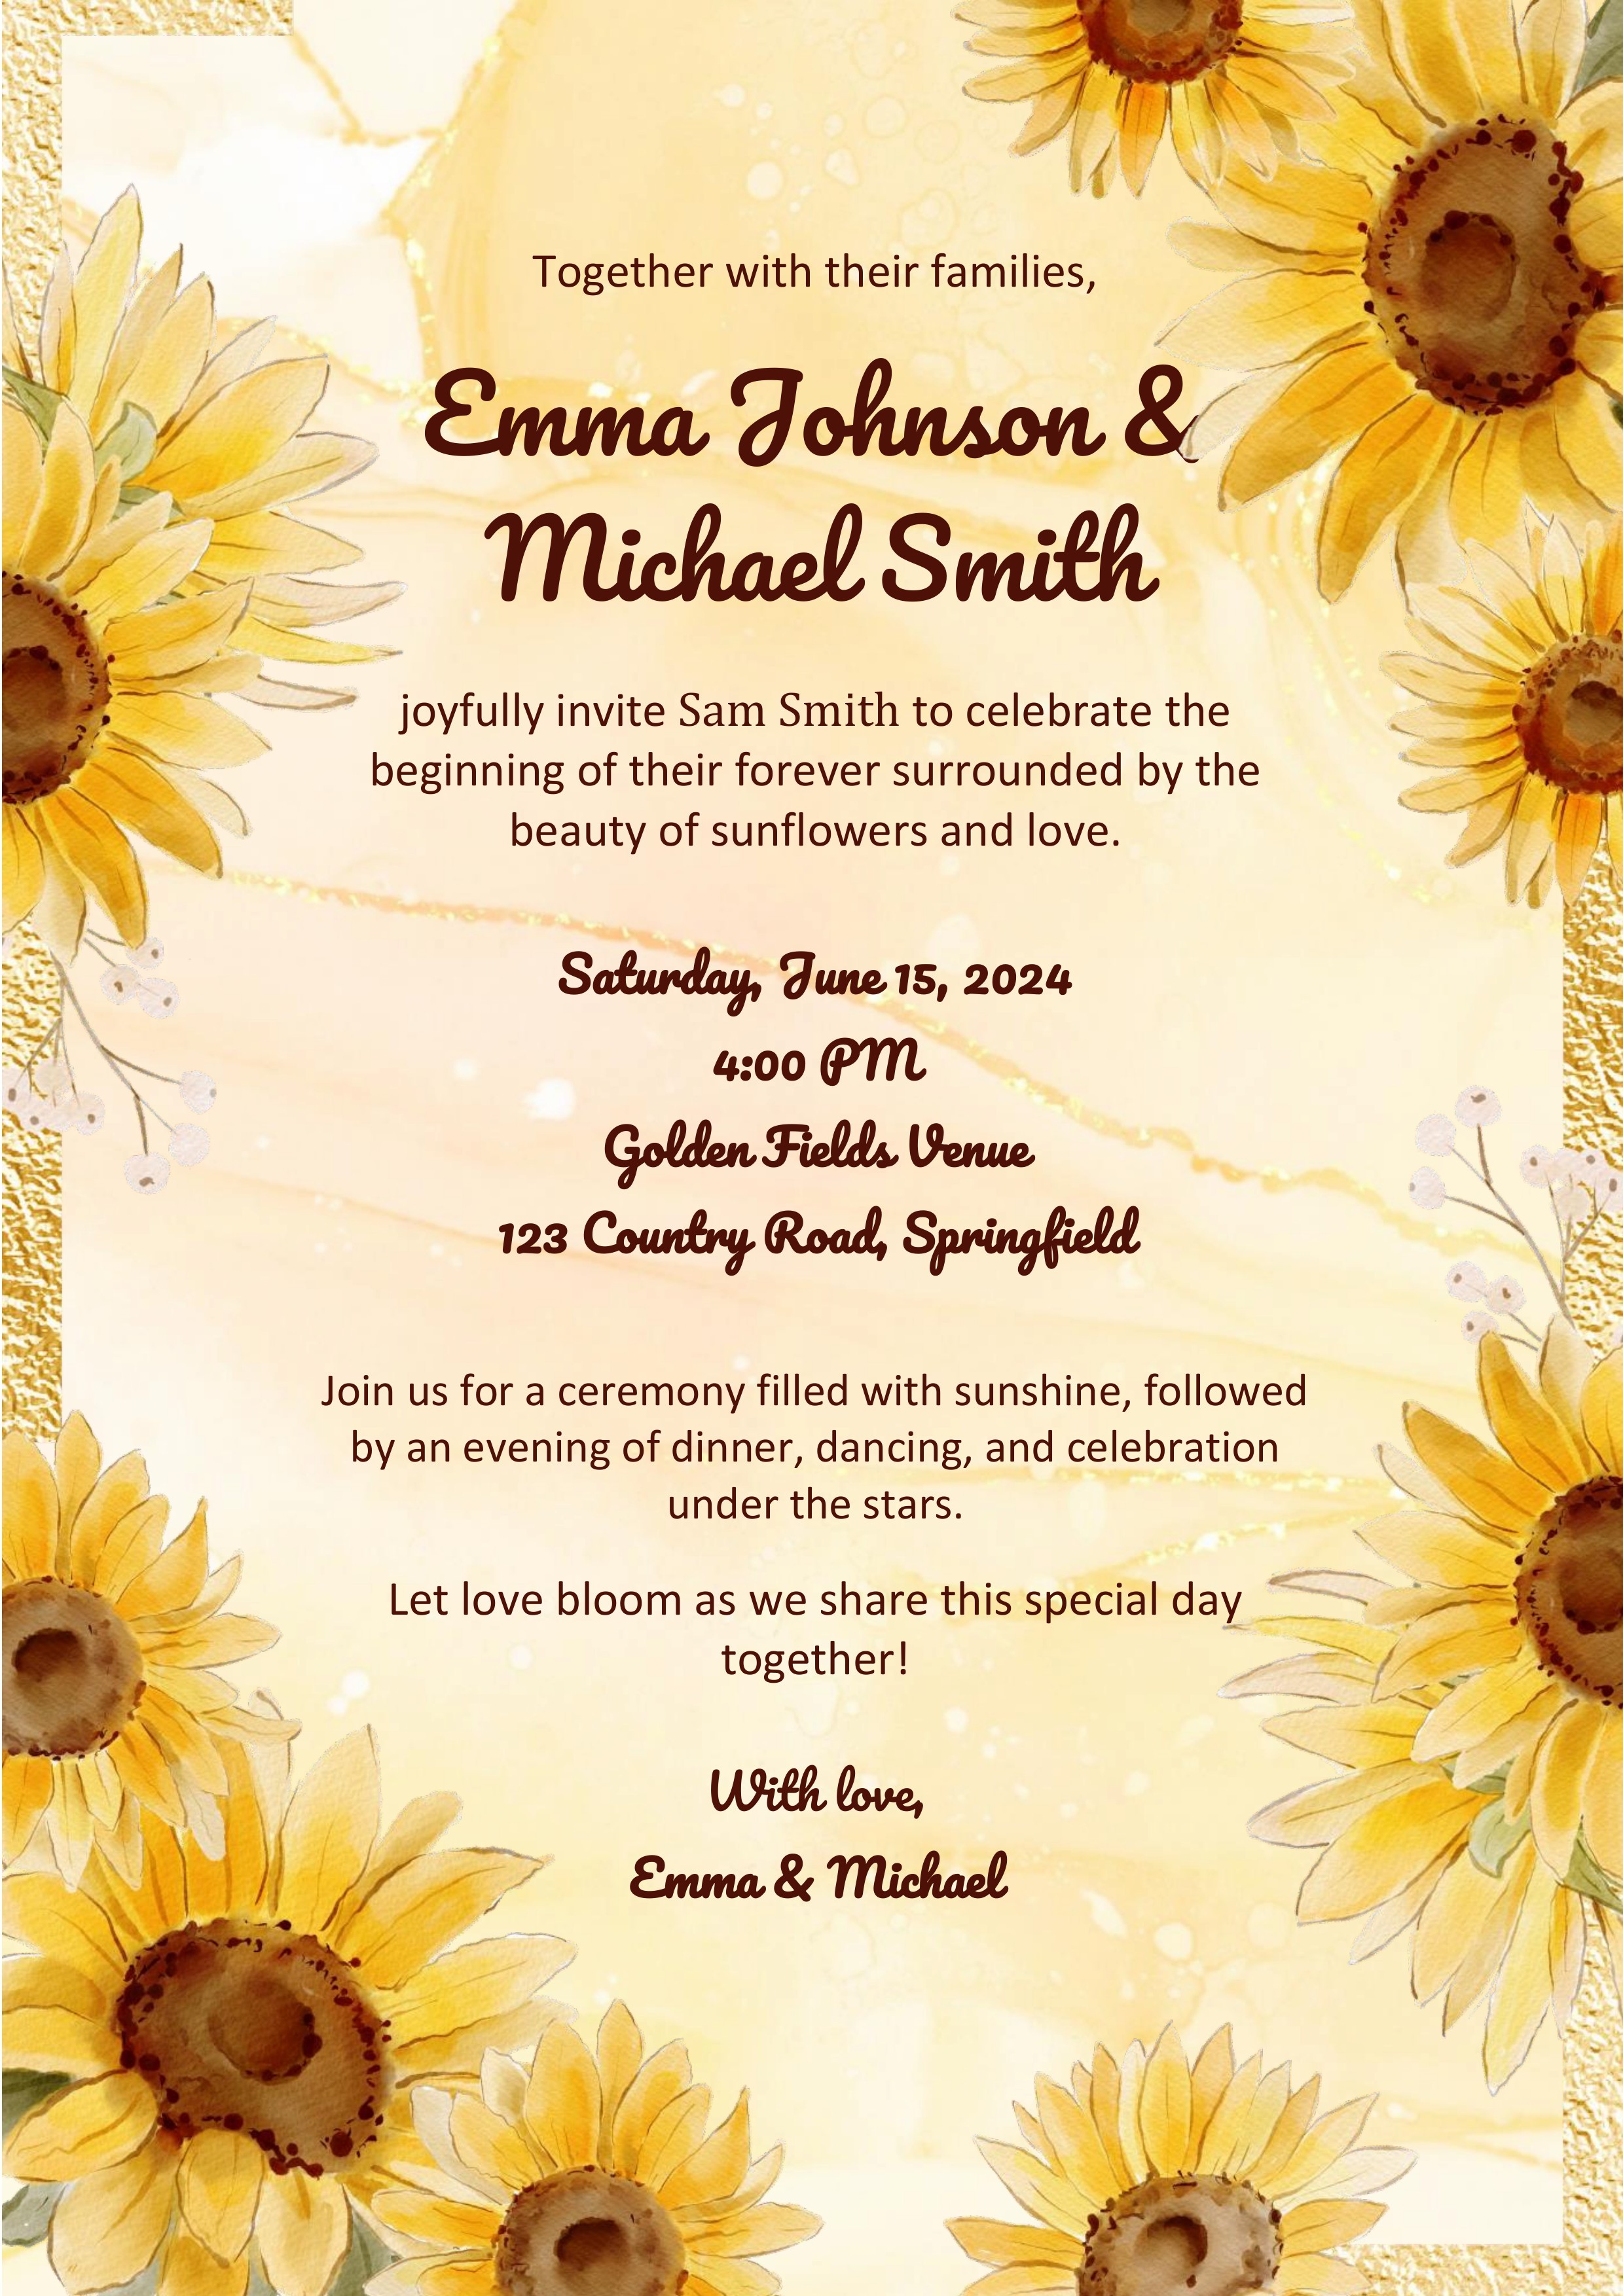 Together with their families,
Emma Johnson &
Michael Smith
joyfully invite Sam Smith to celebrate the
beginning of their forever surrounded by the
beauty of sunflowers and love.
Saturday, June 15, 2024
4:00 PM
Golden Fields Venue
123 Country Road, Springfield
Join us for a ceremony filled with sunshine, followed
by an evening of dinner, dancing, and celebration
under the stars.
Let love bloom as we share this special day
together!
With love,
Emma & Michael